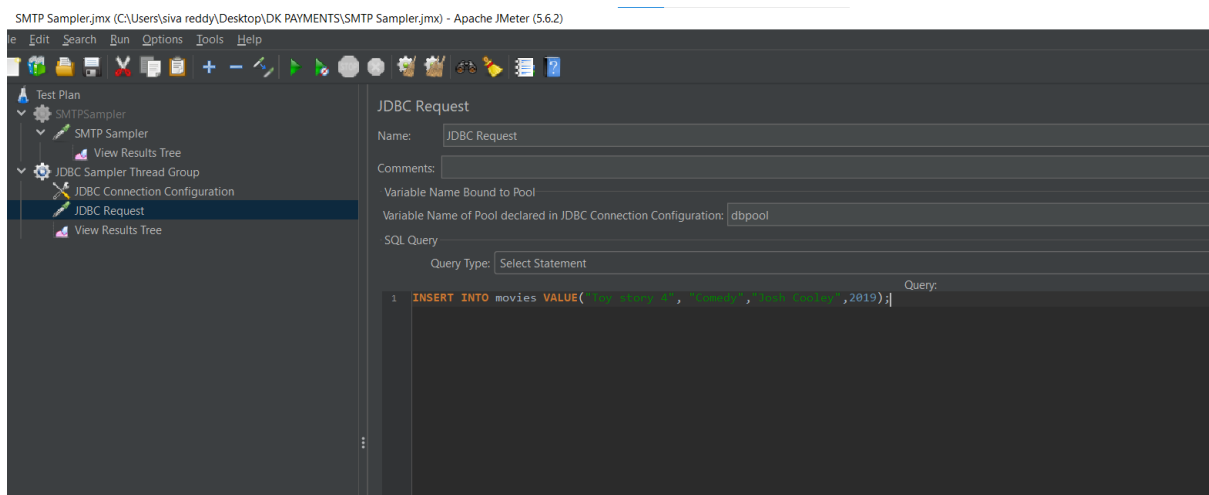 SMTP Sampler.jmx (C:\Users\siva reddy\Desktop\DK PAYMENTS\SMTP Sampler.jmx) - Apache JMeter (5.6.2)
le Edit Search Run Options Tools Help
Test Plan
SMTPSampler
SMTP Sampler
View Results Tree
JDBC Sampler Thread Group
JDBC Connection Configuration
JDBC Request
View Results Tree
JDBC Request
Name: JDBC Request
Comments:
Variable Name Bound to Pool
Variable Name of Pool declared in JDBC Connection Configuration: dbpool
SQL Query
Query Type: Select Statement
Query:
1 INSERT INTO movies VALUE("Toy story 4", "Comedy","Josh Cooley",2019);